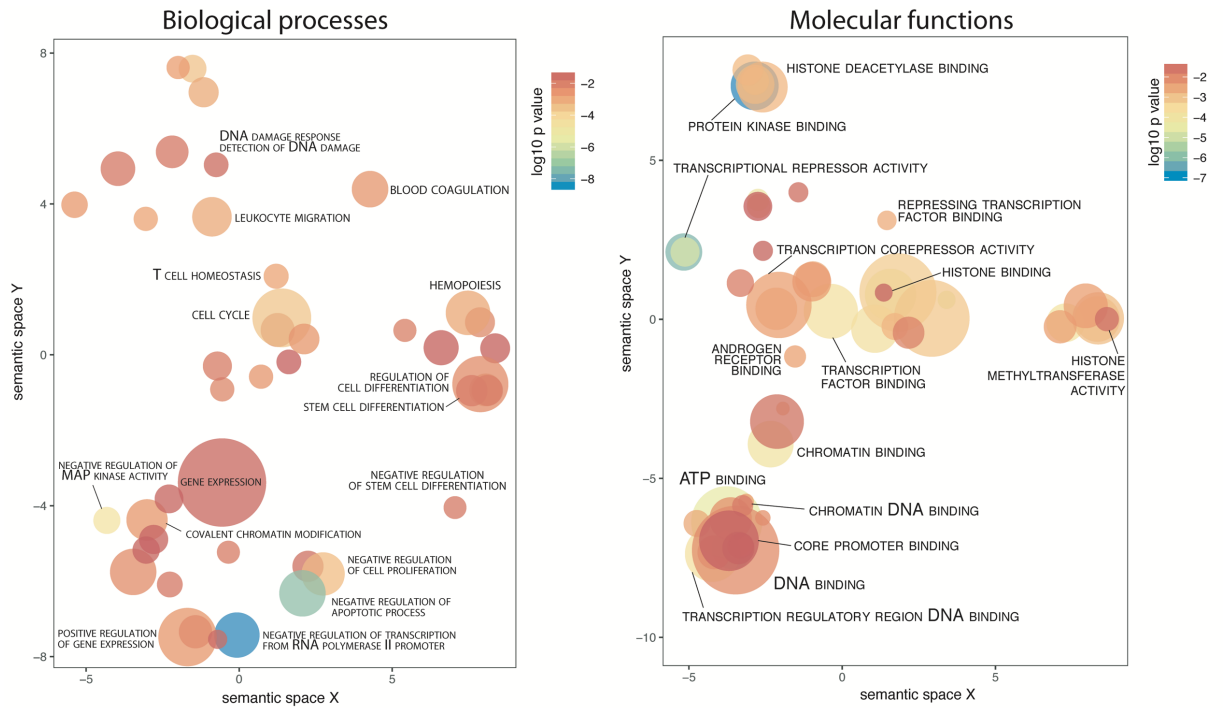 Biological processes
8
4
0
−4
−8
−5
0
5
semantic space Y
semantic space X
DNA DAMAGE RESPONSE
DETECTION OF DNA DAMAGE
BLOOD COAGULATION
LEUKOCYTE MIGRATION
T CELL HOMEOSTASIS
HEMOPOIESIS
CELL CYCLE
REGULATION OF
CELL DIFFERENTIATION
STEM CELL DIFFERENTIATION
NEGATIVE REGULATION OF
MAP KINASE ACTIVITY
GENE EXPRESSION
NEGATIVE REGULATION
OF STEM CELL DIFFERENTIATION
COVALENT CHROMATIN MODIFICATION
NEGATIVE REGULATION
OF CELL PROLIFERATION
NEGATIVE REGULATION OF
APOPTOTIC PROCESS
POSITIVE REGULATION
OF GENE EXPRESSION
NEGATIVE REGULATION OF TRANSCRIPTION
FROM RNA POLYMERASE II PROMOTER
log10 p value
−2
−4
−6
−8
Molecular functions
5
0
−5
−10
−5
0
5
semantic space Y
semantic space X
HISTONE DEACETYLASE BINDING
PROTEIN KINASE BINDING
TRANSCRIPTIONAL REPRESSOR ACTIVITY
REPRESSING TRANSCRIPTION
FACTOR BINDING
TRANSCRIPTION COREPRESSOR ACTIVITY
HISTONE BINDING
ANDROGEN
RECEPTOR
BINDING
TRANSCRIPTION
FACTOR BINDING
HISTONE
METHYLTRANSFERASE
ACTIVITY
CHROMATIN BINDING
ATP BINDING
CHROMATIN DNA BINDING
CORE PROMOTER BINDING
DNA BINDING
TRANSCRIPTION REGULATORY REGION DNA BINDING
log10 p value
−2
−3
−4
−5
−6
−7